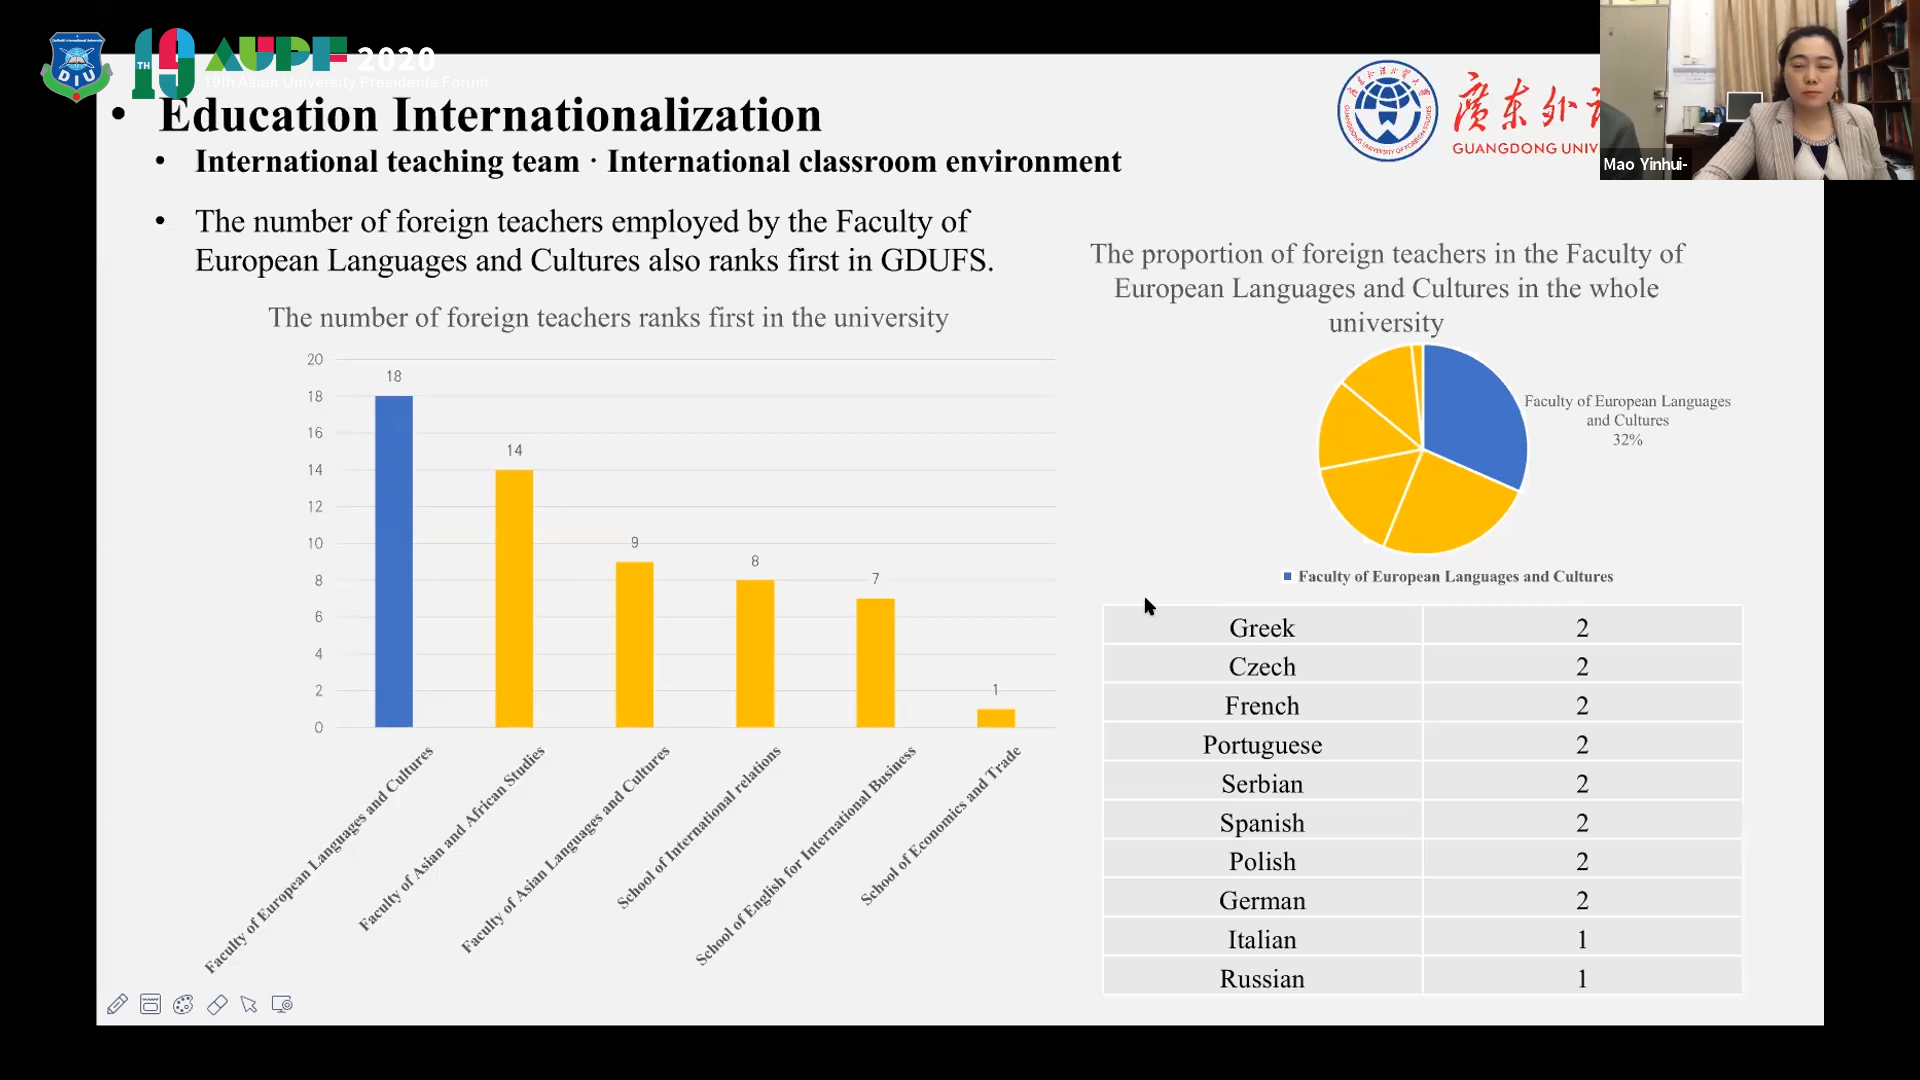 DIU
19 TH AUPF 2020
19th Asian University Presidents Forum
• Education Internationalization
• International teaching team · International classroom environment
• The number of foreign teachers employed by the Faculty of
European Languages and Cultures also ranks first in GDUFS.
The number of foreign teachers ranks first in the university
20
18
16
14
12
10
8
6
4
2
0
18
14
9
8
7
1
Faculty of European Languages and Cultures
Faculty of Asian and African Studies
Faculty of Asian Languages and Cultures
School of International relations
School of English for International Business
School of Economics and Trade
廣东外
GUANGDONG UNIV
Mao Yinhui-
The proportion of foreign teachers in the Faculty of
European Languages and Cultures in the whole
university
Faculty of European Languages
and Cultures
32%
Faculty of European Languages and Cultures
Greek 2
Czech 2
French 2
Portuguese 2
Serbian 2
Spanish 2
Polish 2
German 2
Italian 1
Russian 1